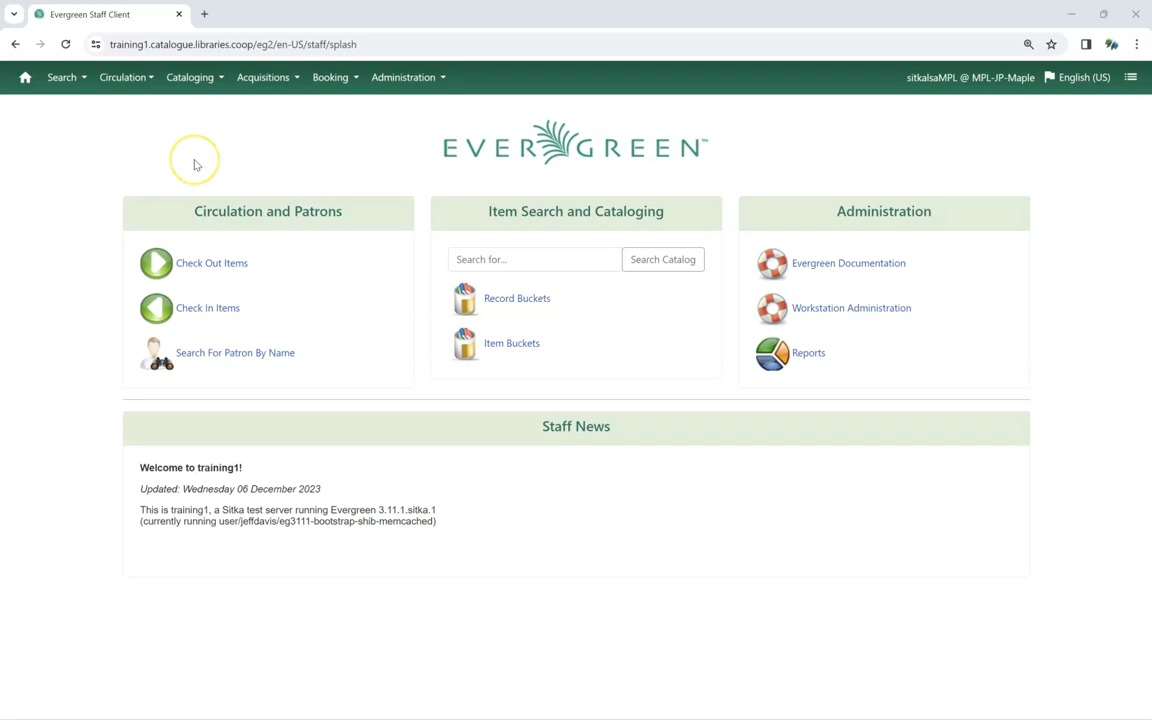 Evergreen Staff Client
training1.catalogue.libraries.coop/eg2/en-US/staff/splash
Search Circulation Cataloging Acquisitions Booking Administration sitkalsaMPL @ MPL-JP-Maple English (US)
EVERGREEN™
Circulation and Patrons
Check Out Items
Check In Items
Search For Patron By Name
Item Search and Cataloging
Search for... Search Catalog
Record Buckets
Item Buckets
Administration
Evergreen Documentation
Workstation Administration
Reports
Staff News
Welcome to training1!
Updated: Wednesday 06 December 2023
This is training1, a Sitka test server running Evergreen 3.11.1.sitka.1
(currently running user/jeffdavis/eg3111-bootstrap-shib-memcached)